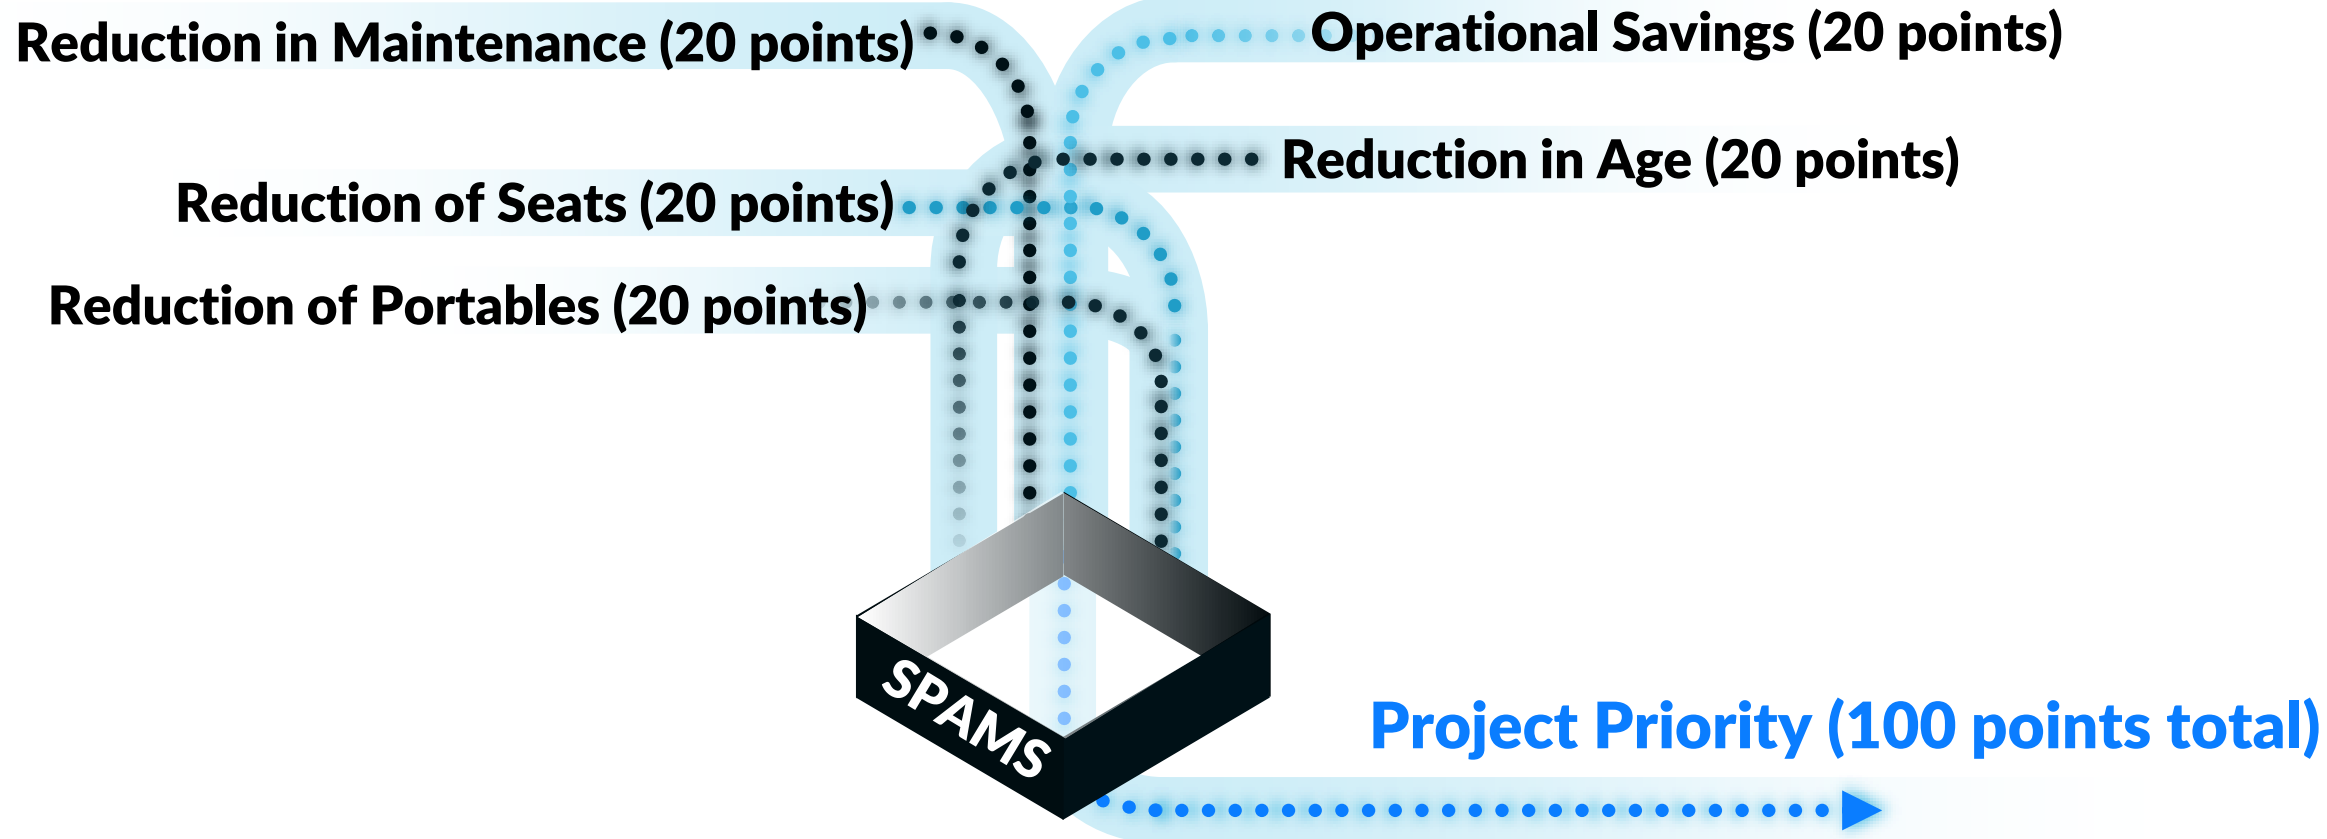 Reduction in Maintenance (20 points)
Operational Savings (20 points)
Reduction in Age (20 points)
Reduction of Seats (20 points)
Reduction of Portables (20 points)
SPAMS
Project Priority (100 points total)